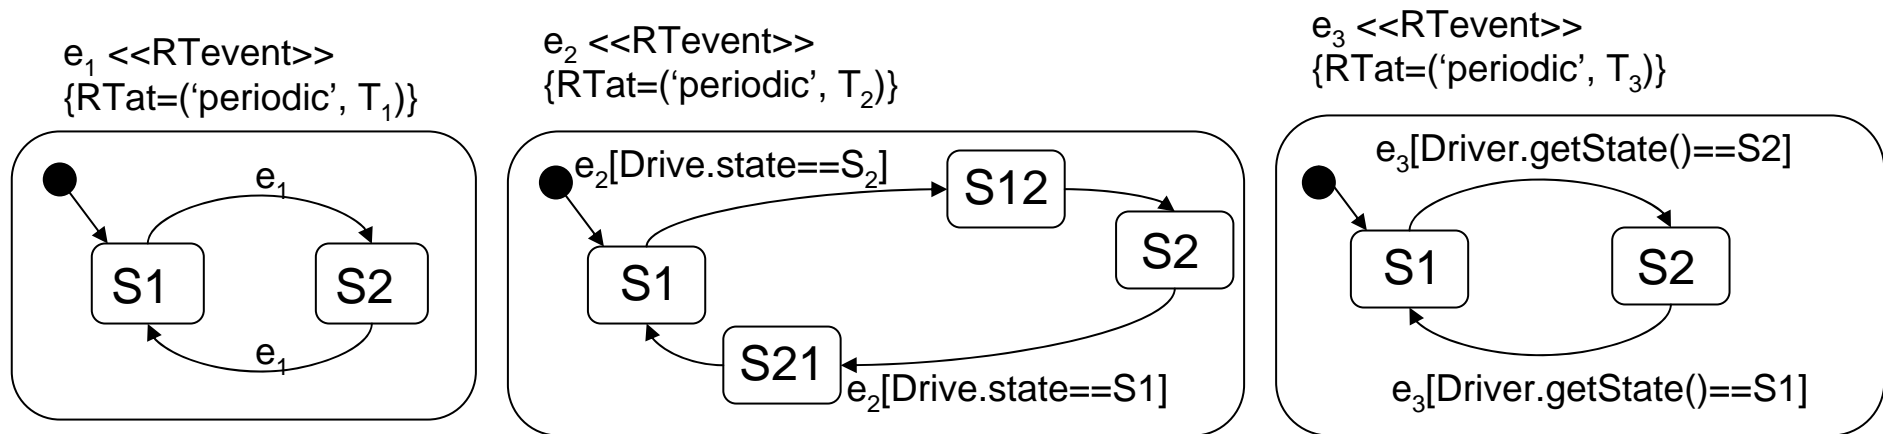 e₁ <<RTevent>>
{RTat=(‘periodic’, T₁)}
e₁
S1
S2
e₁
e₂ <<RTevent>>
{RTat=(‘periodic’, T₂)}
e₂[Drive.state==S₂]
S12
S2
S1
S21
e₂[Drive.state==S1]
e₃ <<RTevent>>
{RTat=(‘periodic’, T₃)}
e₃[Driver.getState()==S2]
S1
S2
e₃[Driver.getState()==S1]